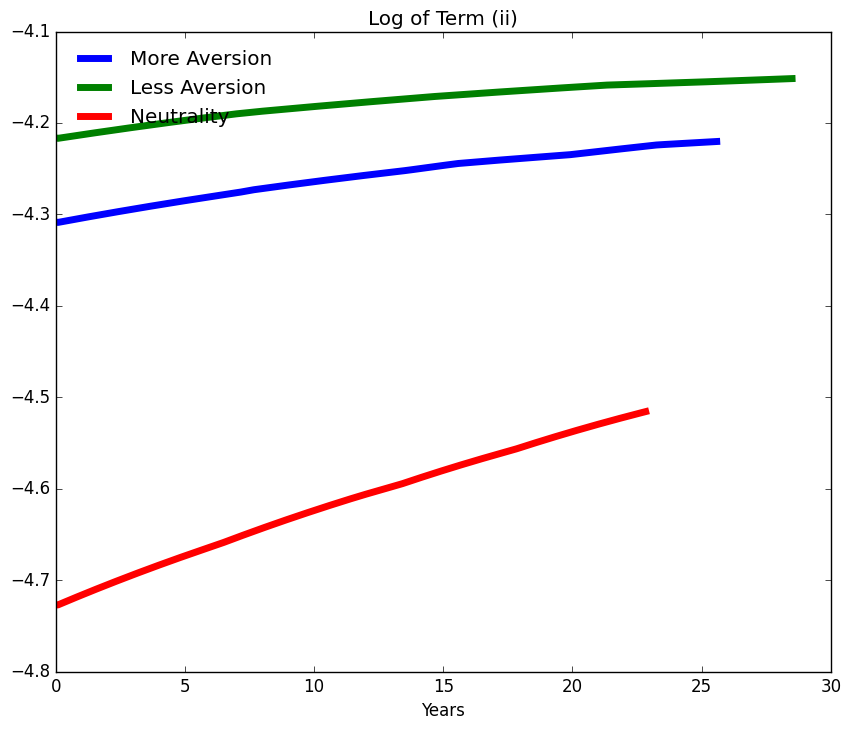 Log of Term (ii)
−4.1
−4.2
−4.3
−4.4
−4.5
−4.6
−4.7
−4.8
More Aversion
Less Aversion
Neutrality
0 5 10 15 20 25 30
Years